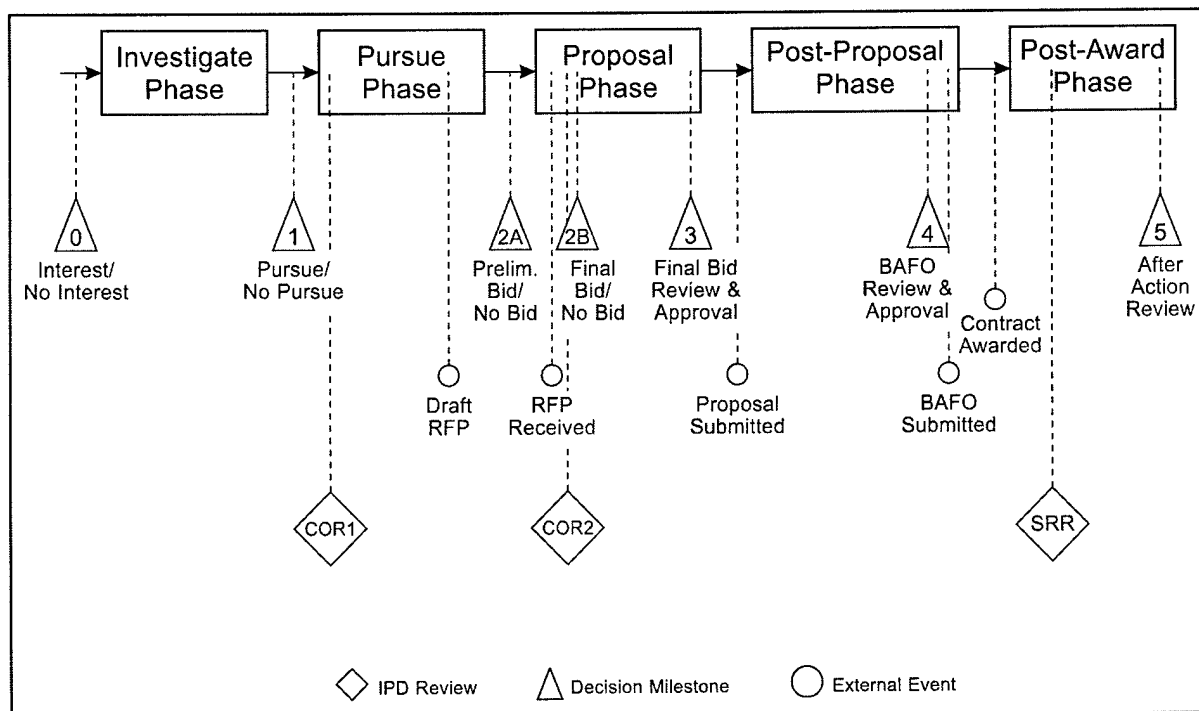 Investigate
Phase
Pursue
Phase
Proposal
Phase
Post-Proposal
Phase
Post-Award
Phase
0
Interest/
No Interest
1
Pursue/
No Pursue
2A
Prelim.
Bid/
No Bid
2B
Final
Bid/
No Bid
3
Final Bid
Review &
Approval
4
BAFO
Review &
Approval
5
After
Action
Review
Contract
Awarded
Draft
RFP
RFP
Received
Proposal
Submitted
BAFO
Submitted
COR1
COR2
SRR
IPD Review
Decision Milestone
External Event